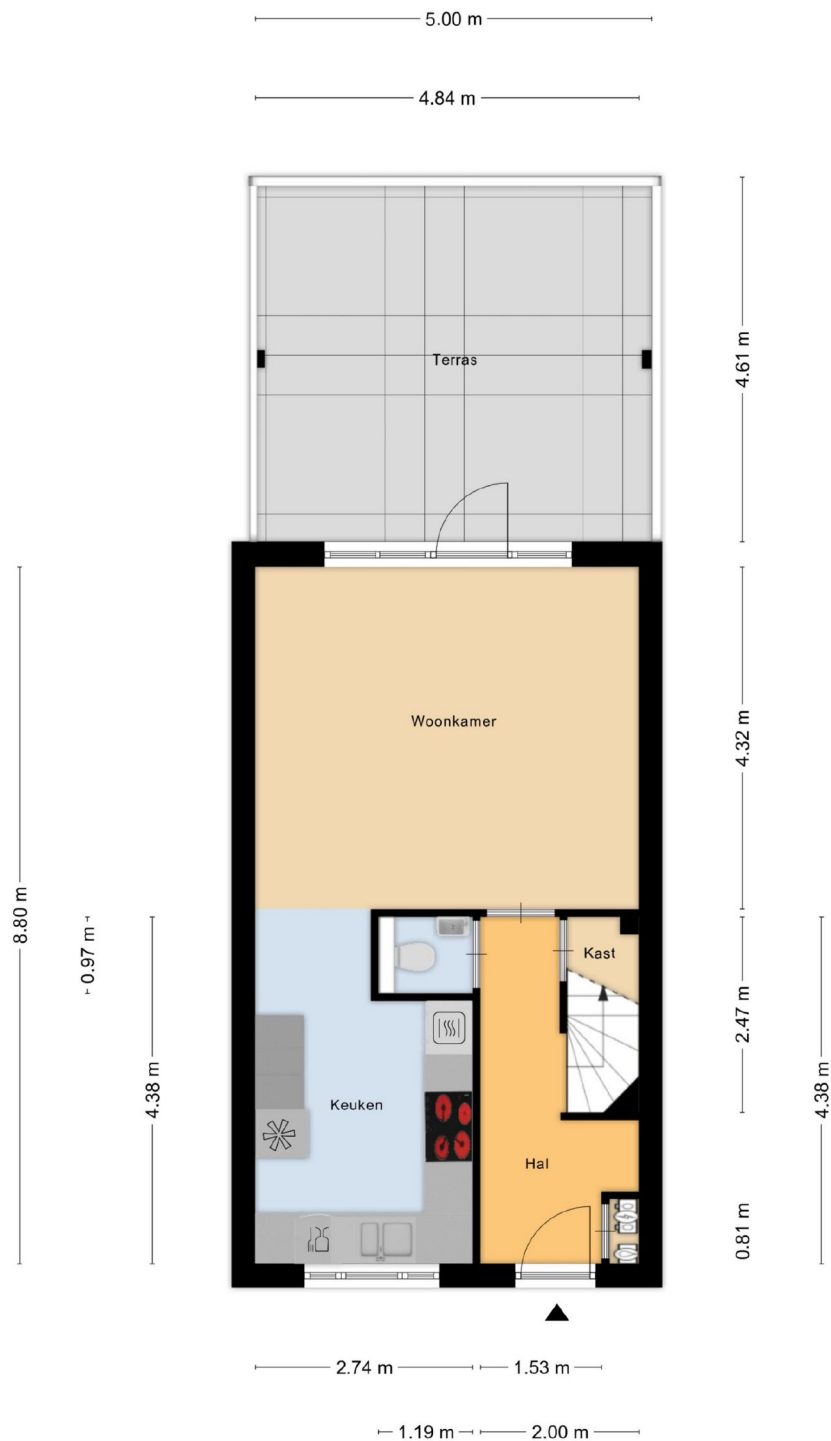 5.00 m
4.84 m
4.61 m
Terras
4.32 m
Woonkamer
8.80 m
0.97 m
Kast
2.47 m
4.38 m
4.38 m
Keuken
Hal
0.81 m
2.74 m
1.53 m
1.19 m
2.00 m